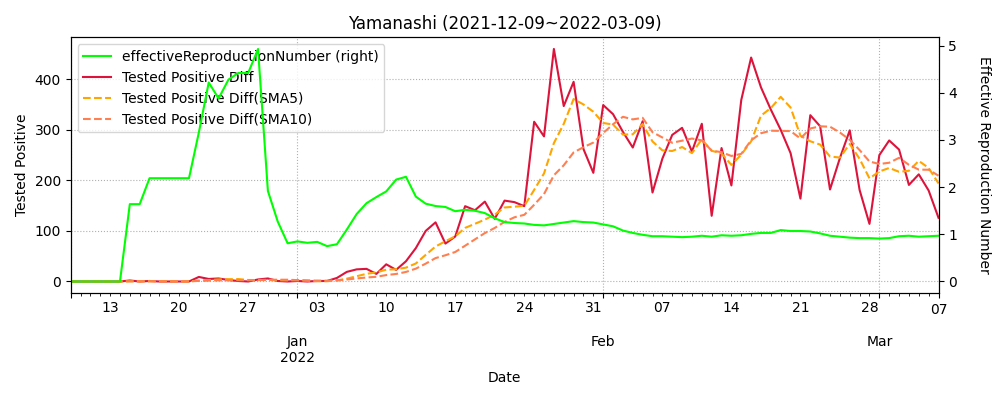 Yamanashi (2021-12-09~2022-03-09)
effectiveReproductionNumber (right)
Tested Positive Diff
Tested Positive Diff(SMA5)
Tested Positive Diff(SMA10)
Tested Positive
400
300
200
100
0
5
4
3
2
1
0
Effective Reproduction Number
13 20 27 03 10 17 24 31 07 14 21 28 07
Jan Feb Mar
2022
Date